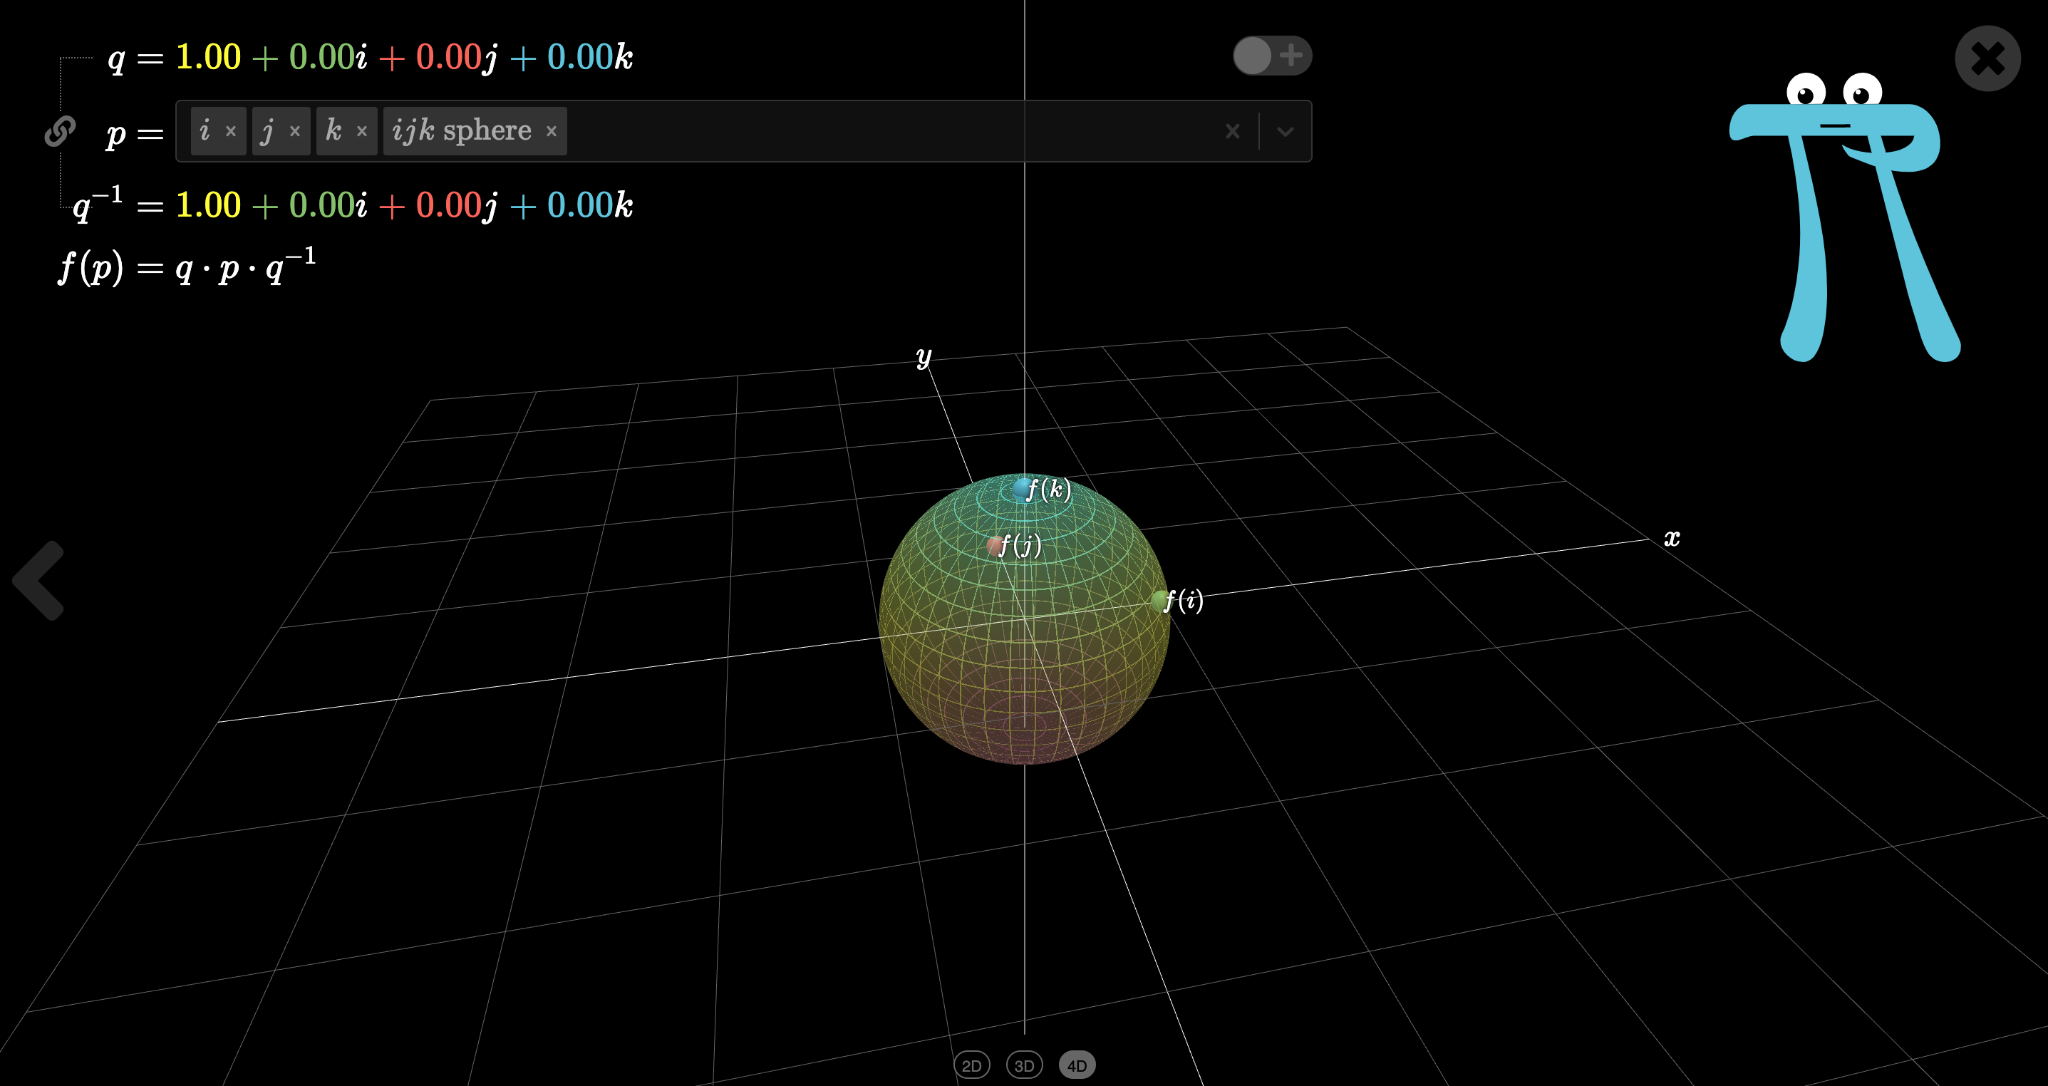 q = 1.00 + 0.00i + 0.00j + 0.00k
p = i × j × k × ijk sphere ×
q⁻¹ = 1.00 + 0.00i + 0.00j + 0.00k
f(p) = q · p · q⁻¹
y
f(k)
x
f(j)
f(i)
2D 3D 4D